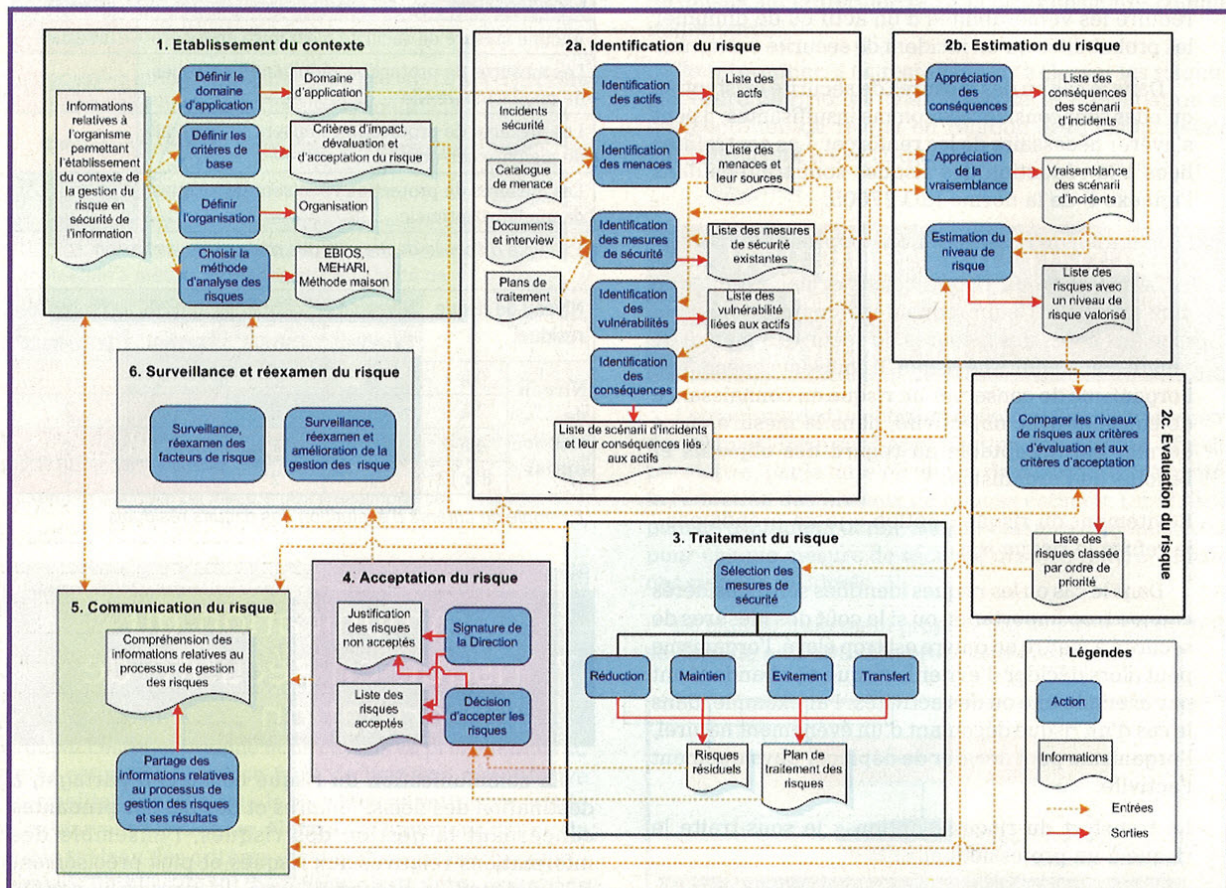 1. Etablissement du contexte
Informations
relatives à
l'organisme
permettant
l'établissement
du contexte de
la gestion du
risque en
sécurité de
l'information
Définir le
domaine
d'application
Domaine
d'application
Définir les
critères de
base
Critères d'impact,
dévaluation et
d'acceptation du risque
Définir
l'organisation
Organisation
Choisir la
méthode
d'analyse des
risques
EBIOS,
MEHARI,
Méthode maison
2a. Identification du risque
Incidents
sécurité
Catalogue
de menace
Documents
et interview
Plans de
traitement
Identification
des actifs
Liste des
actifs
Identification
des menaces
Liste des
menaces et
leur sources
Identification
des mesures
de sécurité
Liste des mesures
de sécurité
existantes
Identification
des
vulnérabilités
Liste des
vulnérabilité
liées aux actifs
Identification
des
conséquences
Liste de scénarii d'incidents
et leur conséquences liés
aux actifs
2b. Estimation du risque
Appréciation
des
conséquences
Liste des
conséquences
des scénarii
d'incidents
Appréciation
de la
vraisemblance
Vraisemblance
des scénarii
d'incidents
Estimation du
niveau de
risque
Liste des
risques avec
un niveau de
risque valorisé
2c. Evaluation du risque
Comparer les niveaux
de risques aux critères
d'évaluation et aux
critères d'acceptation
Liste des
risques classée
par ordre de
priorité
6. Surveillance et réexamen du risque
Surveillance,
réexamen des
facteurs de risque
Surveillance,
réexamen et
amélioration de la
gestion des risque
3. Traitement du risque
Sélection des
mesures de
sécurité
Réduction
Maintien
Evitement
Transfert
Risques
résiduels
Plan de
traitement des
risques
4. Acceptation du risque
Justification
des risques
non acceptés
Signature de
la Direction
Liste des
risques
acceptés
Décision
d'accepter les
risques
5. Communication du risque
Compréhension des
informations relatives au
processus de gestion
des risques
Partage des
informations relatives
au processus de
gestion des risques
et ses résultats
Légendes
Action
Informations
Entrées
Sorties